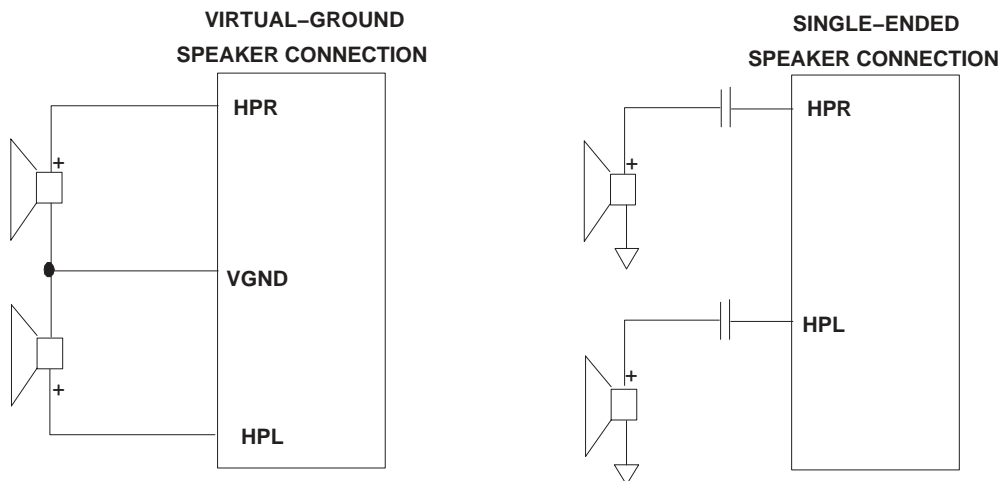 VIRTUAL–GROUND
SPEAKER CONNECTION
HPR
+
VGND
+
HPL
SINGLE–ENDED
SPEAKER CONNECTION
HPR
+
HPL
+